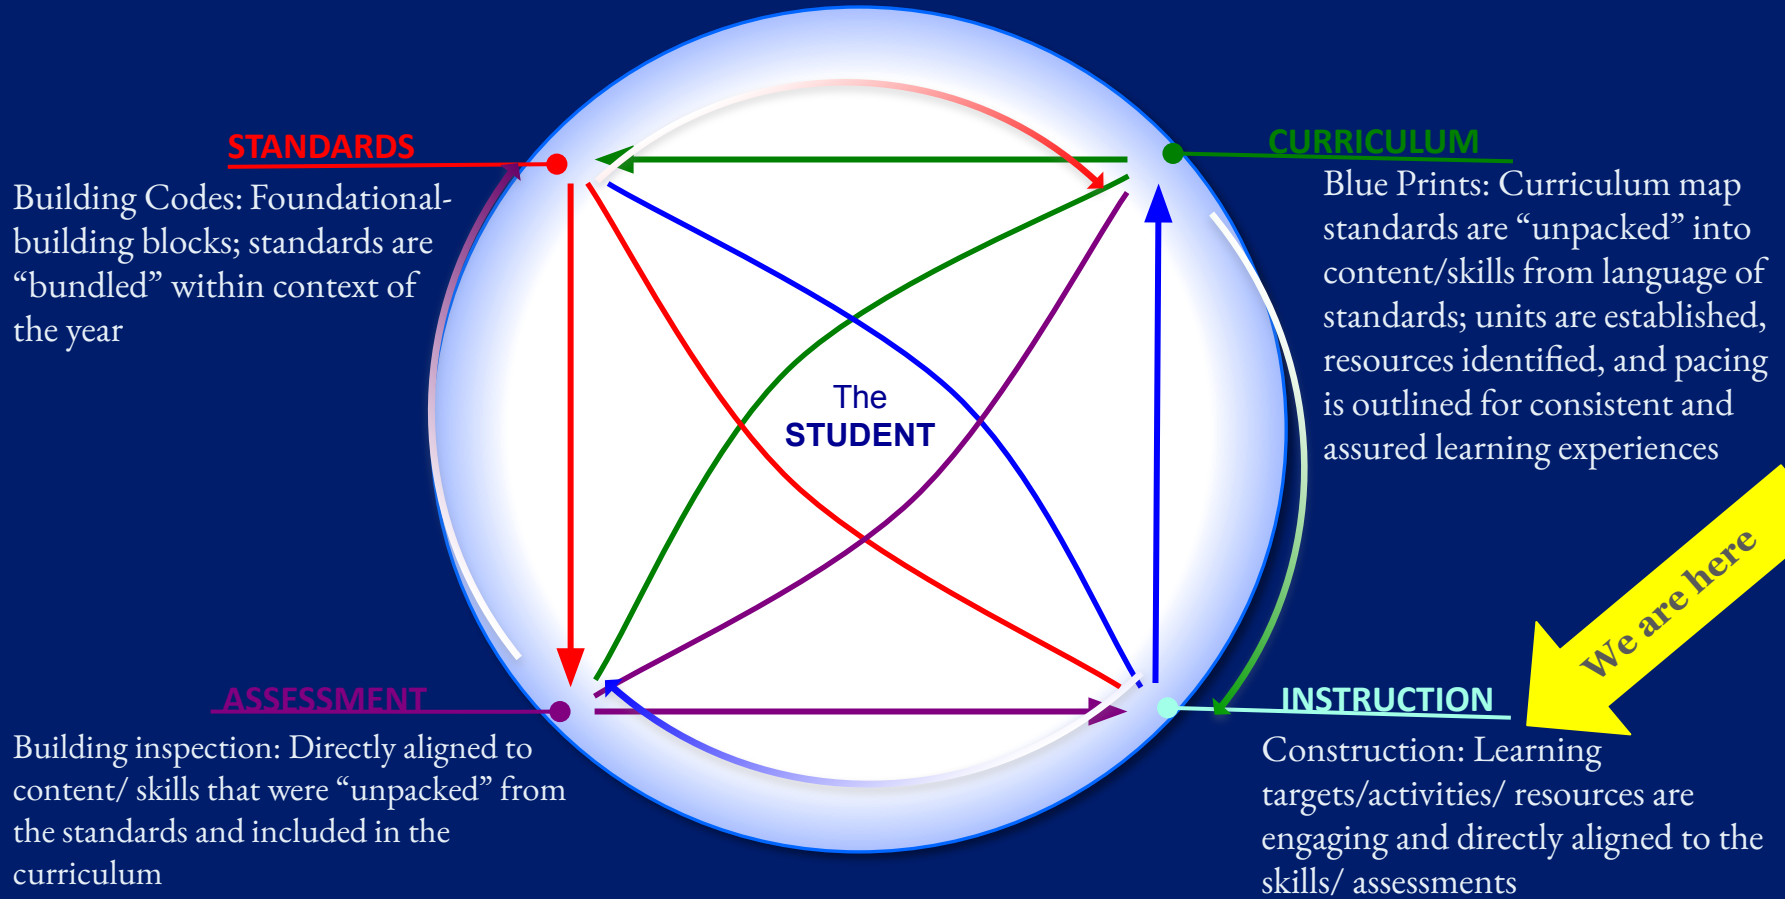 STANDARDS
Building Codes: Foundational-
building blocks; standards are
“bundled” within context of
the year
CURRICULUM
Blue Prints: Curriculum map
standards are “unpacked” into
content/skills from language of
standards; units are established,
resources identified, and pacing
is outlined for consistent and
assured learning experiences
The
STUDENT
We are here
ASSESSMENT
Building inspection: Directly aligned to
content/ skills that were “unpacked” from
the standards and included in the
curriculum
INSTRUCTION
Construction: Learning
targets/activities/ resources are
engaging and directly aligned to the
skills/ assessments